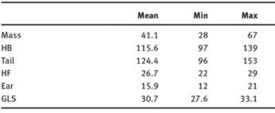 Mean Min Max
Mass 41.1 28 67
HB 115.6 97 139
Tail 124.4 96 153
HF 26.7 22 29
Ear 15.9 12 21
GLS 30.7 27.6 33.1